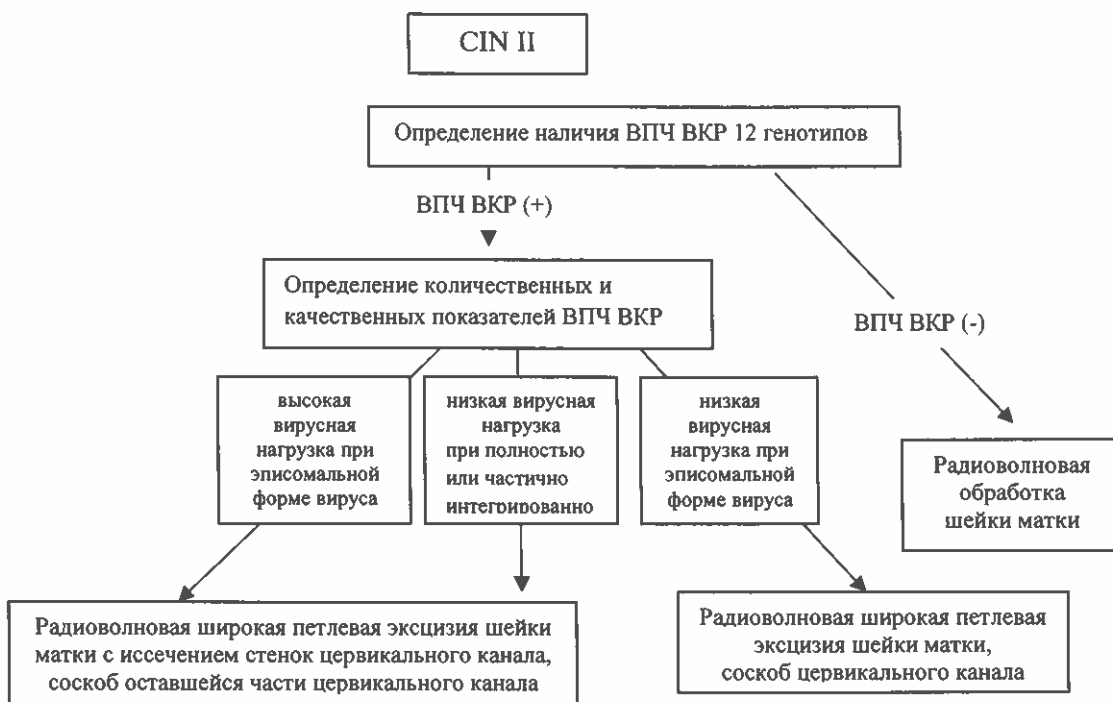 CIN II
Определение наличия ВПЧ ВКР 12 генотипов
ВПЧ ВКР (+)
Определение количественных и
качественных показателей ВПЧ ВКР
ВПЧ ВКР (-)
высокая
вирусная
нагрузка при
эписомальной
форме вируса
низкая вирусная
нагрузка
при полностью
или частично
интегрированно
низкая
вирусная
нагрузка при
эписомальной
форме вируса
Радиоволновая
обработка
шейки матки
Радиоволновая широкая петлевая эксцизия шейки
матки с иссечением стенок цервикального канала,
соскоб оставшейся части цервикального канала
Радиоволновая широкая петлевая
эксцизия шейки матки,
соскоб цервикального канала